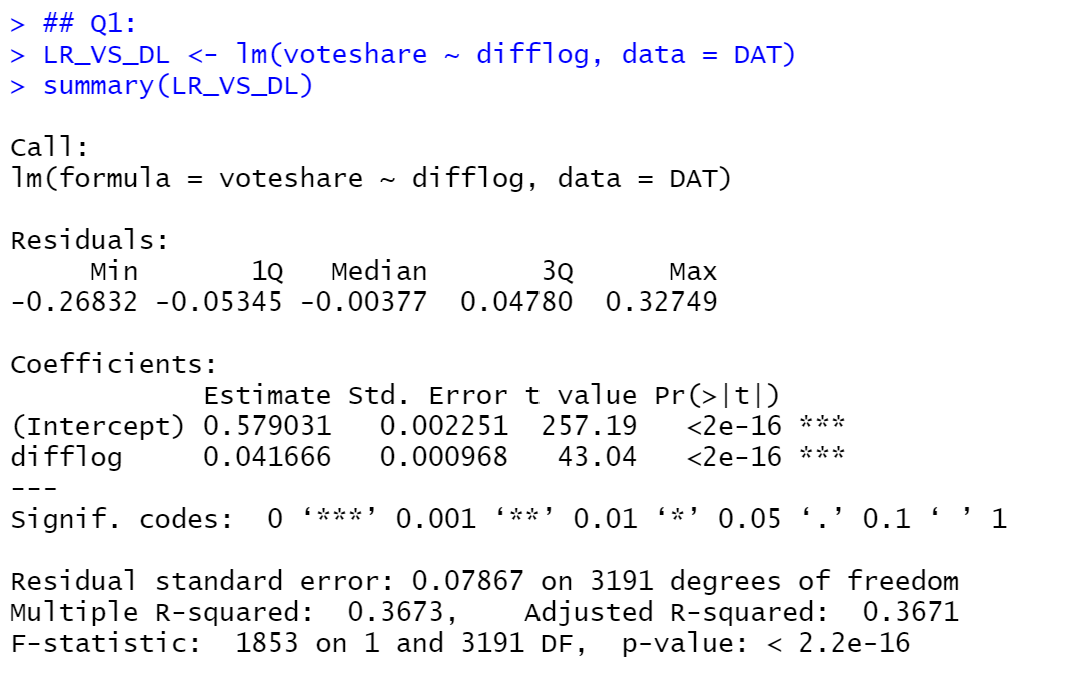 > ## Q1:
> LR_VS_DL <- lm(voteshare ~ difflog, data = DAT)
> summary(LR_VS_DL)

Call:
lm(formula = voteshare ~ difflog, data = DAT)

Residuals:
     Min       1Q   Median       3Q      Max
-0.26832 -0.05345 -0.00377  0.04780  0.32749

Coefficients:
            Estimate Std. Error t value Pr(>|t|)
(Intercept) 0.579031   0.002251  257.19   <2e-16 ***
difflog     0.041666   0.000968   43.04   <2e-16 ***
---
Signif. codes:  0 ‘***’ 0.001 ‘**’ 0.01 ‘*’ 0.05 ‘.’ 0.1 ‘ ’ 1

Residual standard error: 0.07867 on 3191 degrees of freedom
Multiple R-squared:  0.3673,    Adjusted R-squared:  0.3671
F-statistic:  1853 on 1 and 3191 DF,  p-value: < 2.2e-16